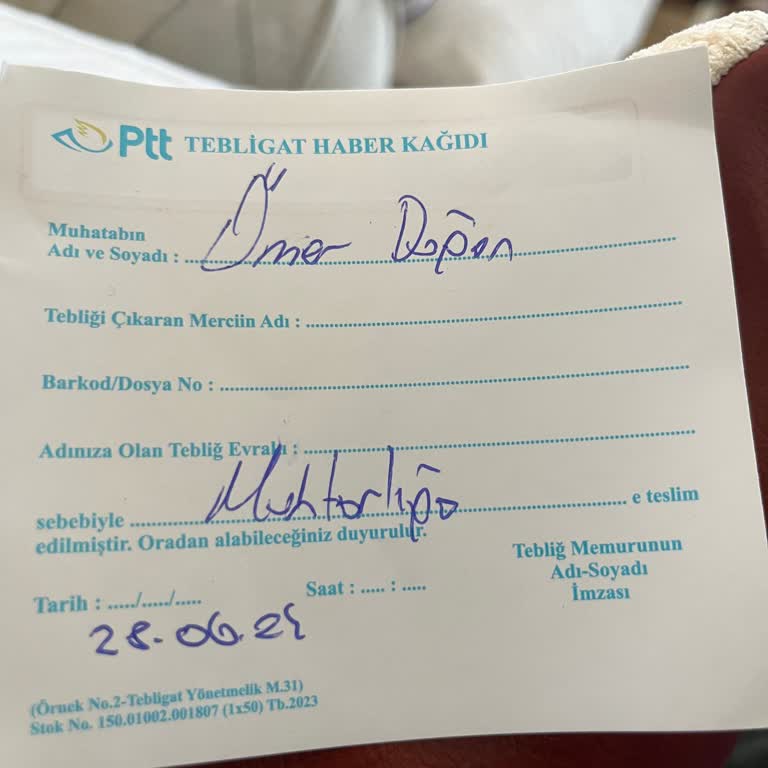 Ptt TEBLİGAT HABER KAĞIDI
Muhatabın
Adı ve Soyadı : Ömer Doğan
Tebliği Çıkaran Merciin Adı :
Barkod/Dosya No :
Adınıza Olan Tebliğ Evrakı :
sebebiyle Muhtarlığa e teslim
edilmiştir. Oradan alabileceğiniz duyurulur.
Tebliğ Memurunun
Adı-Soyadı
İmzası
Tarih : ...../...../..... Saat : ..... : .....
28.06.24
(Örnek No.2-Tebligat Yönetmelik M.31)
Stok No. 150.01002.001807 (1x50) Tb.2023